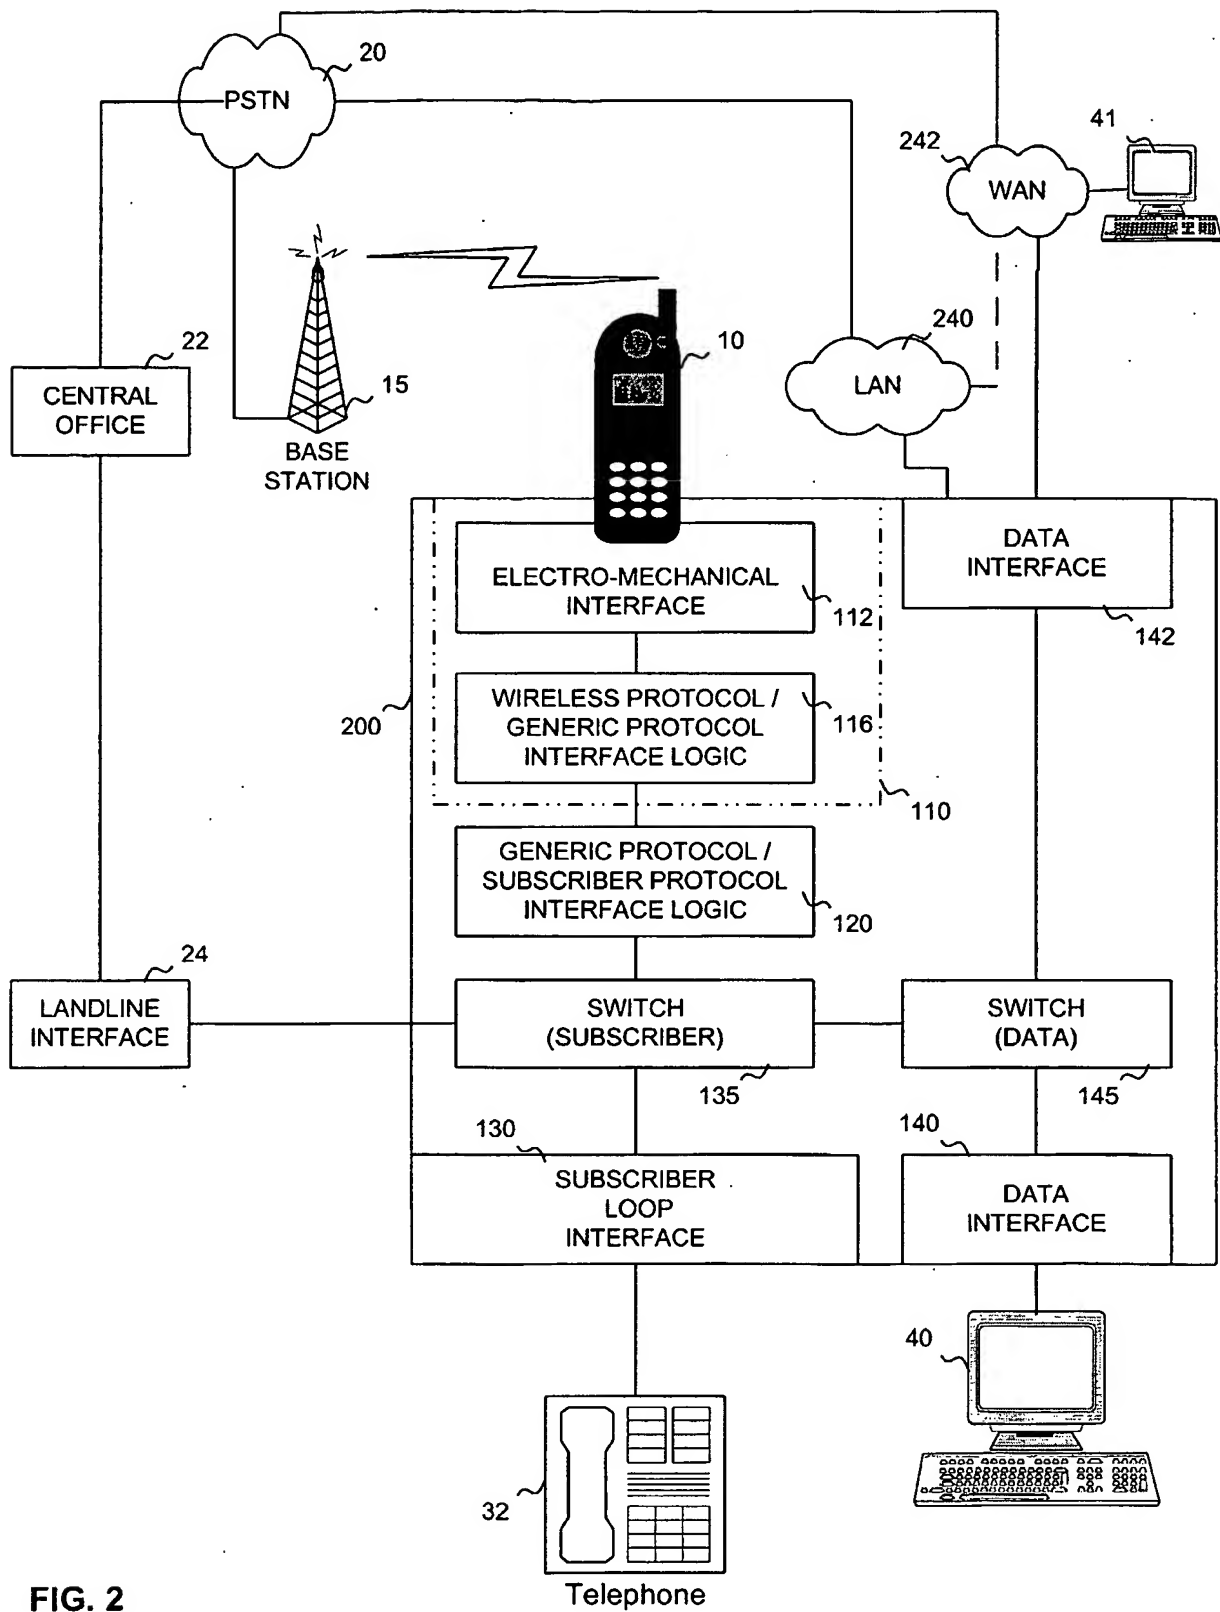 20
PSTN
41
242
WAN
240
LAN
10
22
CENTRAL
OFFICE
15
BASE
STATION
DATA
INTERFACE
142
ELECTRO-MECHANICAL
INTERFACE
112
200
WIRELESS PROTOCOL /
GENERIC PROTOCOL
INTERFACE LOGIC
116
110
GENERIC PROTOCOL /
SUBSCRIBER PROTOCOL
INTERFACE LOGIC
120
24
LANDLINE
INTERFACE
SWITCH
(SUBSCRIBER)
135
SWITCH
(DATA)
145
130
SUBSCRIBER
LOOP
INTERFACE
140
DATA
INTERFACE
40
32
Telephone
FIG. 2